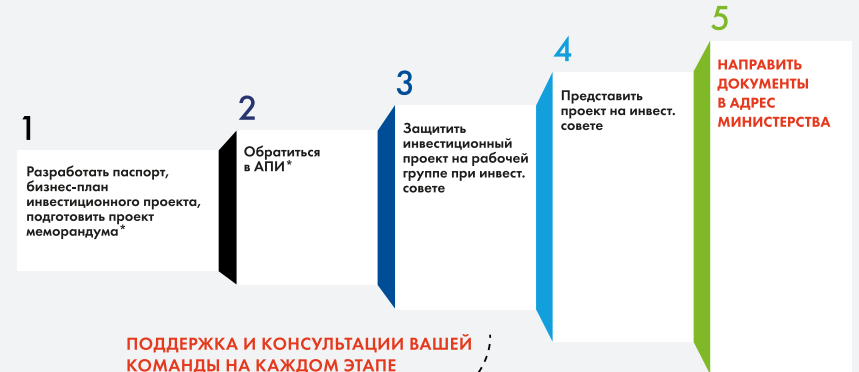 1
Разработать паспорт,
бизнес-план
инвестиционного проекта,
подготовить проект
меморандума*
2
Обратиться
в АПИ*
3
Защитить
инвестиционный
проект на рабочей
группе при инвест.
совете
4
Представить
проект на инвест.
совете
5
НАПРАВИТЬ
ДОКУМЕНТЫ
В АДРЕС
МИНИСТЕРСТВА
ПОДДЕРЖКА И КОНСУЛЬТАЦИИ ВАШЕЙ
КОМАНДЫ НА КАЖДОМ ЭТАПЕ